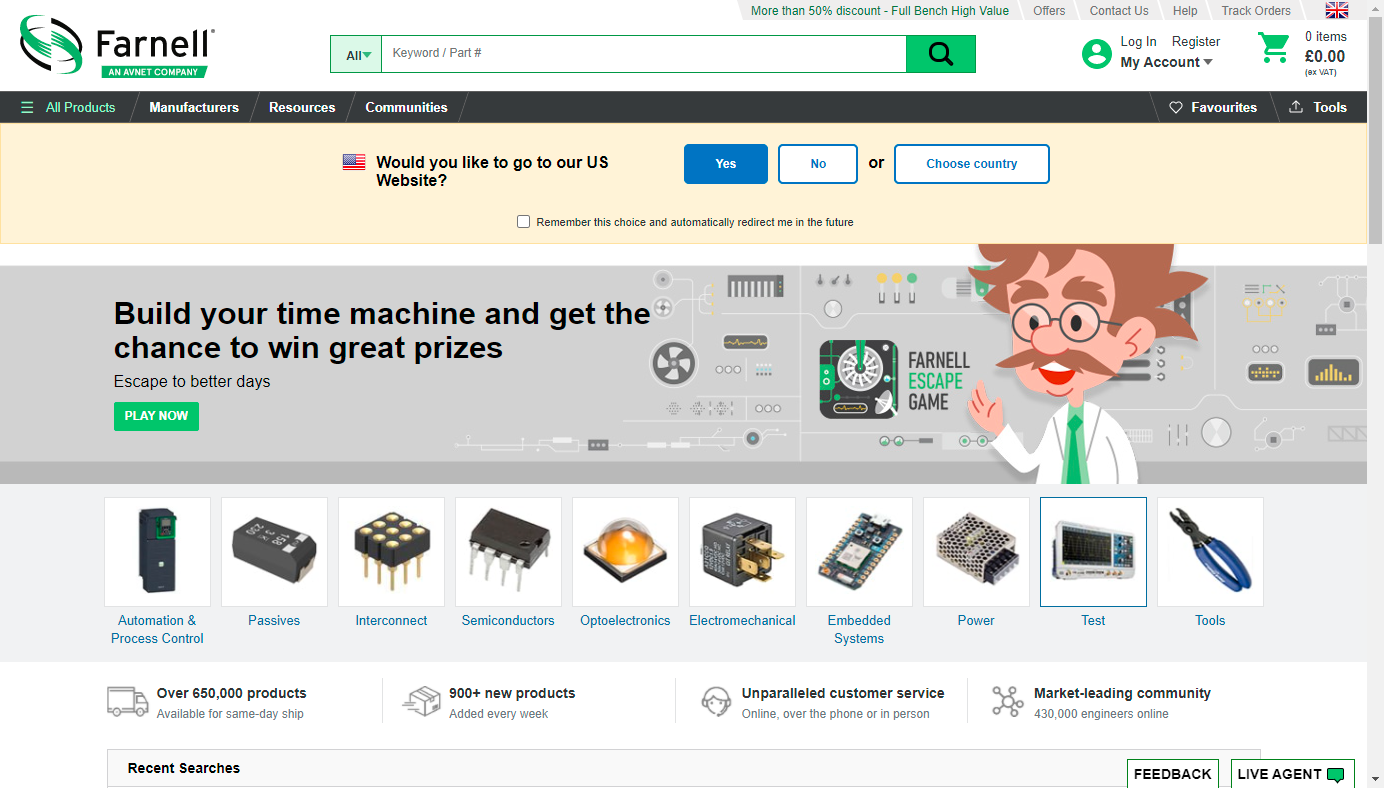 More than 50% discount - Full Bench High Value
Offers
Contact Us
Help
Track Orders
Farnell
AN AVNET COMPANY
All
Keyword / Part #
Log In
Register
My Account
0 items
£0.00
(ex VAT)
All Products
Manufacturers
Resources
Communities
Favourites
Tools
Would you like to go to our US
Website?
Yes
No
or
Choose country
Remember this choice and automatically redirect me in the future
Build your time machine and get the
chance to win great prizes
Escape to better days
PLAY NOW
FARNELL
ESCAPE
GAME
Automation &
Process Control
Passives
Interconnect
Semiconductors
Optoelectronics
Electromechanical
Embedded
Systems
Power
Test
Tools
Over 650,000 products
Available for same-day ship
900+ new products
Added every week
Unparalleled customer service
Online, over the phone or in person
Market-leading community
430,000 engineers online
Recent Searches
FEEDBACK
LIVE AGENT